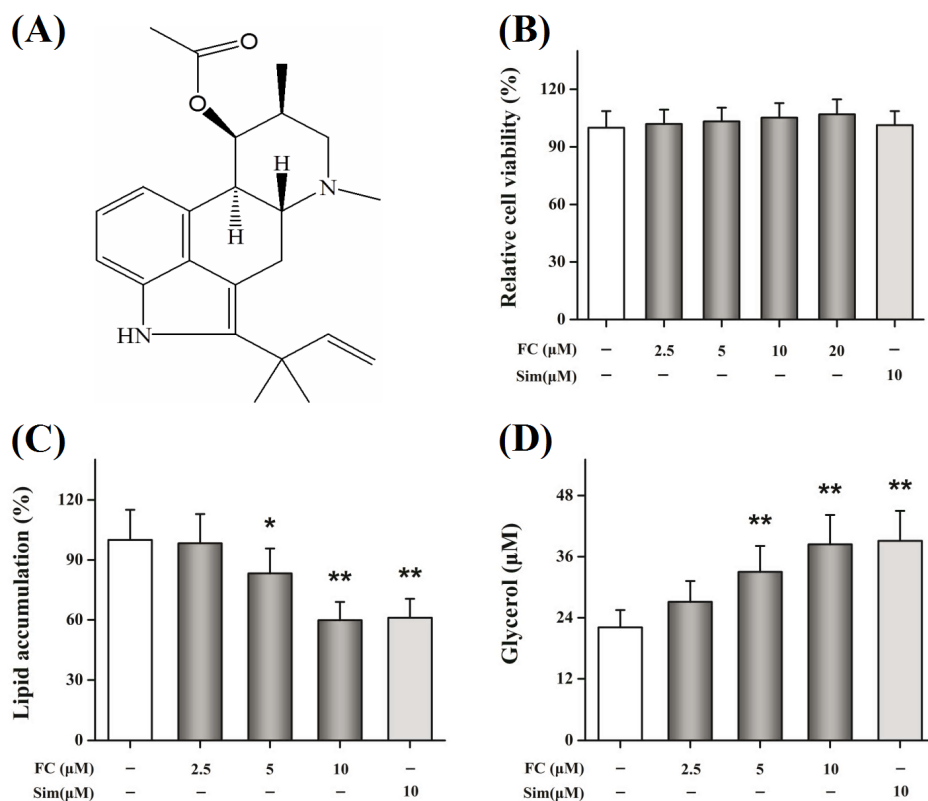 (A)
O
O
H
H
N
HN
(B)
Relative cell viability (%)
120
90
60
30
0
FC (μM) – 2.5 5 10 20 –
Sim(μM) – – – – – 10
(C)
Lipid accumulation (%)
120
90
60
30
0
*
**
**
FC (μM) – 2.5 5 10 –
Sim(μM) – – – – 10
(D)
Glycerol (μM)
48
36
24
12
0
**
**
**
FC (μM) – 2.5 5 10 –
Sim(μM) – – – – 10